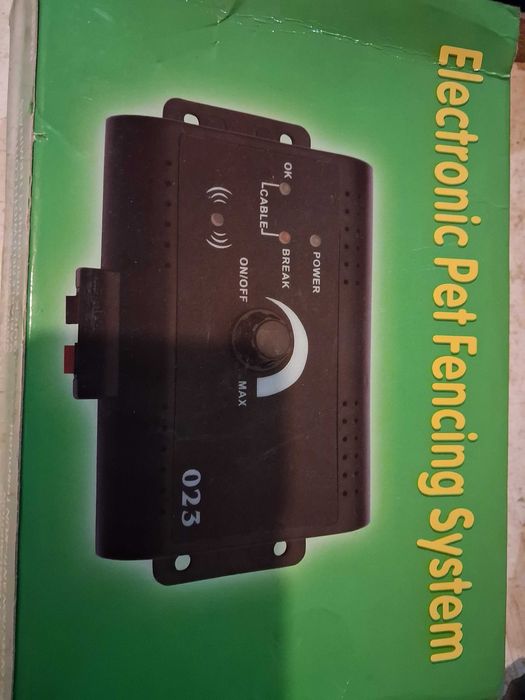 Electronic Pet Fencing System
POWER
OK
CABLE
BREAK
ON/OFF
MAX
023